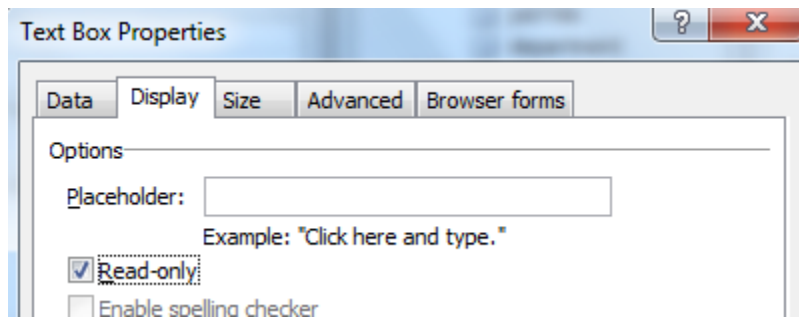 Text Box Properties
Data Display Size Advanced Browser forms
Options
Placeholder:
Example: "Click here and type."
Read-only
Enable spelling checker